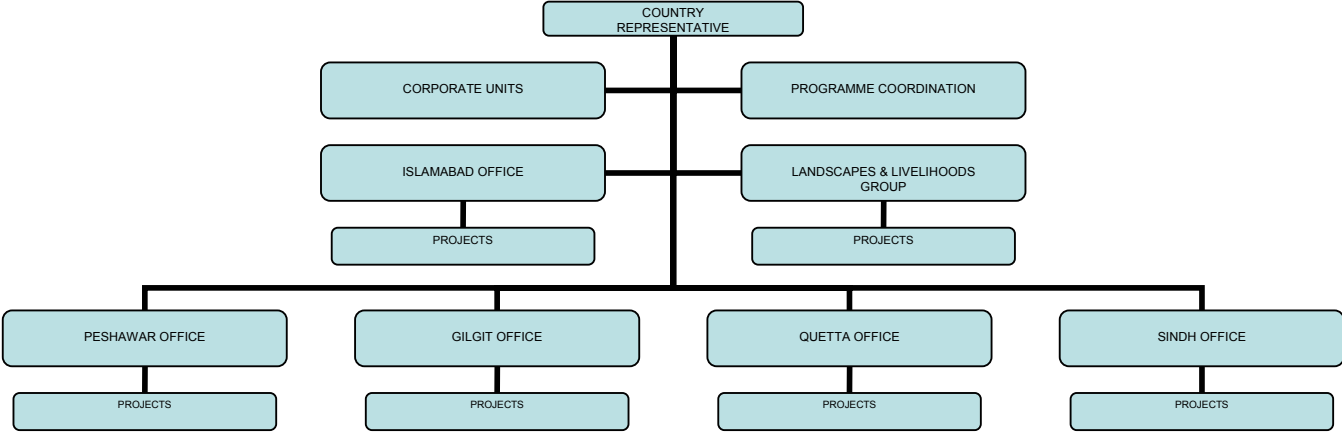 COUNTRY
REPRESENTATIVE
CORPORATE UNITS
PROGRAMME COORDINATION
ISLAMABAD OFFICE
LANDSCAPES & LIVELIHOODS
GROUP
PROJECTS
PROJECTS
PESHAWAR OFFICE
GILGIT OFFICE
QUETTA OFFICE
SINDH OFFICE
PROJECTS
PROJECTS
PROJECTS
PROJECTS